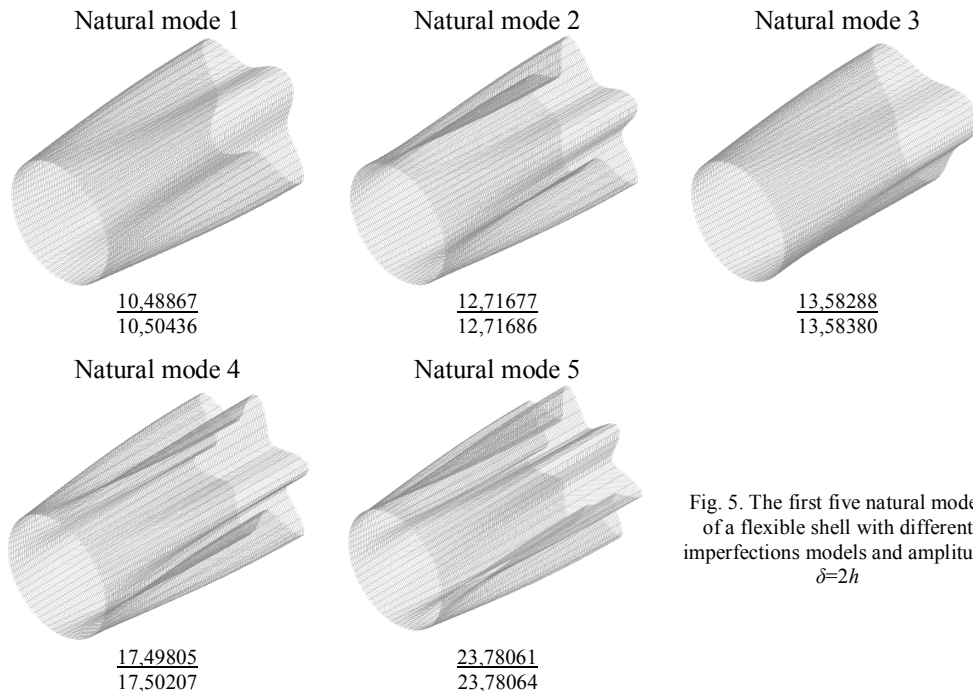 Natural mode 1
Natural mode 2
Natural mode 3
10,48867
10,50436
12,71677
12,71686
13,58288
13,58380
Natural mode 4
Natural mode 5
17,49805
17,50207
23,78061
23,78064
Fig. 5. The first five natural mode
of a flexible shell with different
imperfections models and amplitu
δ=2h